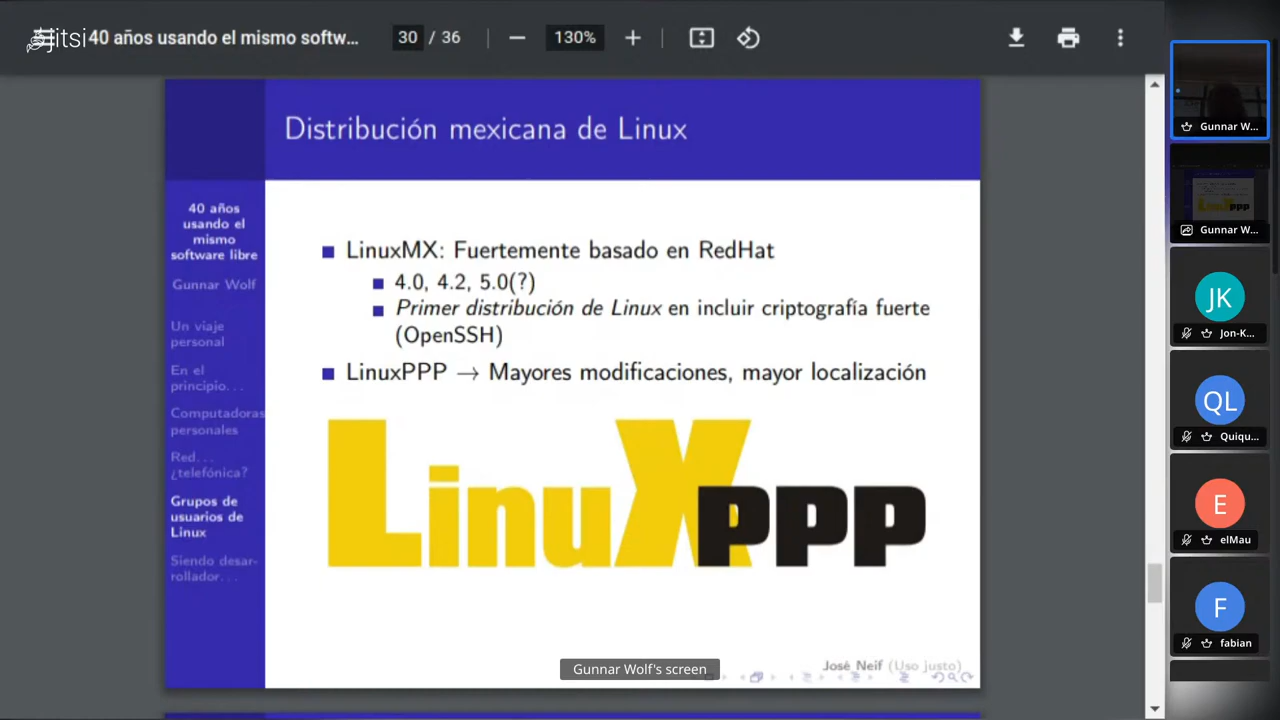 jitsi
40 años usando el mismo softw...
30 / 36
130%
Distribución mexicana de Linux
40 años
usando el
mismo
software libre
Gunnar Wolf
Un viaje
personal
En el
principio...
Computadoras
personales
Red...
¿telefónica?
Grupos de
usuarios de
Linux
Siendo desar-
rollador...
LinuxMX: Fuertemente basado en RedHat
4.0, 4.2, 5.0(?)
Primer distribución de Linux en incluir criptografía fuerte
(OpenSSH)
LinuxPPP → Mayores modificaciones, mayor localización
LinuXppp
José Neif (Uso justo)
Gunnar Wolf's screen
Gunnar W...
Gunnar W...
JK
Jon-K...
QL
Quiqu...
E
elMau
F
fabian